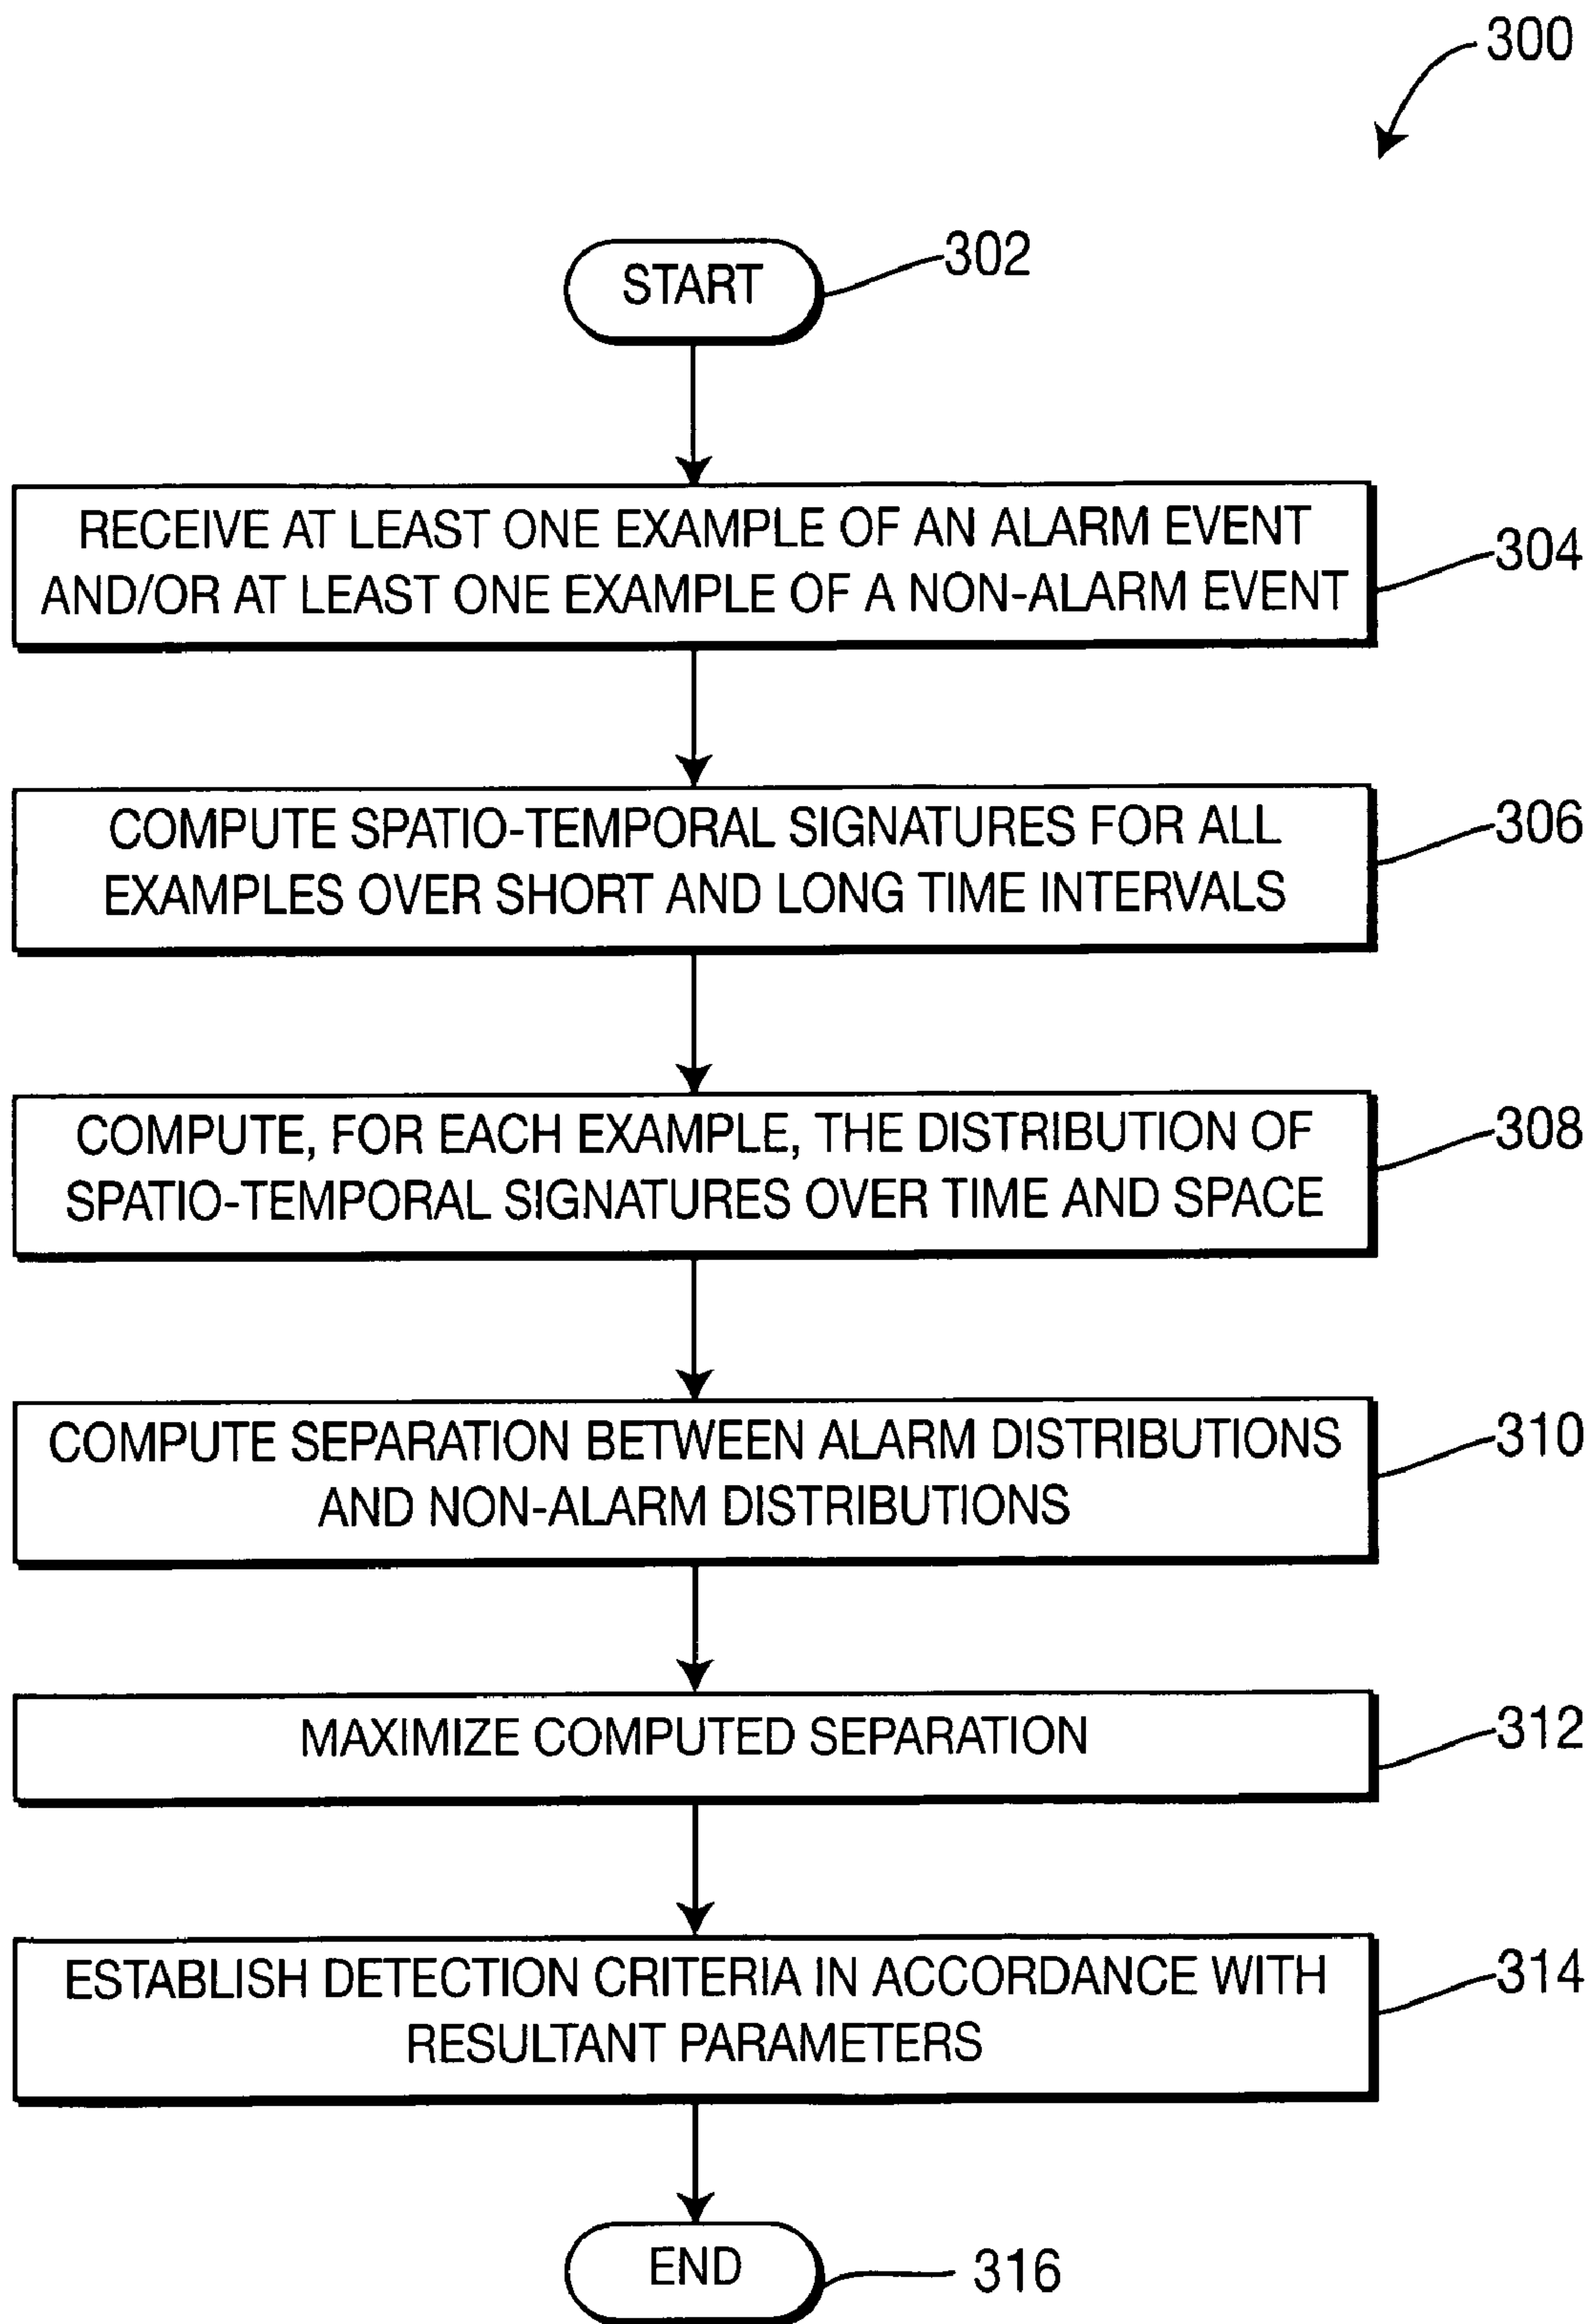 300
START
302
RECEIVE AT LEAST ONE EXAMPLE OF AN ALARM EVENT
AND/OR AT LEAST ONE EXAMPLE OF A NON-ALARM EVENT
304
COMPUTE SPATIO-TEMPORAL SIGNATURES FOR ALL
EXAMPLES OVER SHORT AND LONG TIME INTERVALS
306
COMPUTE, FOR EACH EXAMPLE, THE DISTRIBUTION OF
SPATIO-TEMPORAL SIGNATURES OVER TIME AND SPACE
308
COMPUTE SEPARATION BETWEEN ALARM DISTRIBUTIONS
AND NON-ALARM DISTRIBUTIONS
310
MAXIMIZE COMPUTED SEPARATION
312
ESTABLISH DETECTION CRITERIA IN ACCORDANCE WITH
RESULTANT PARAMETERS
314
END
316